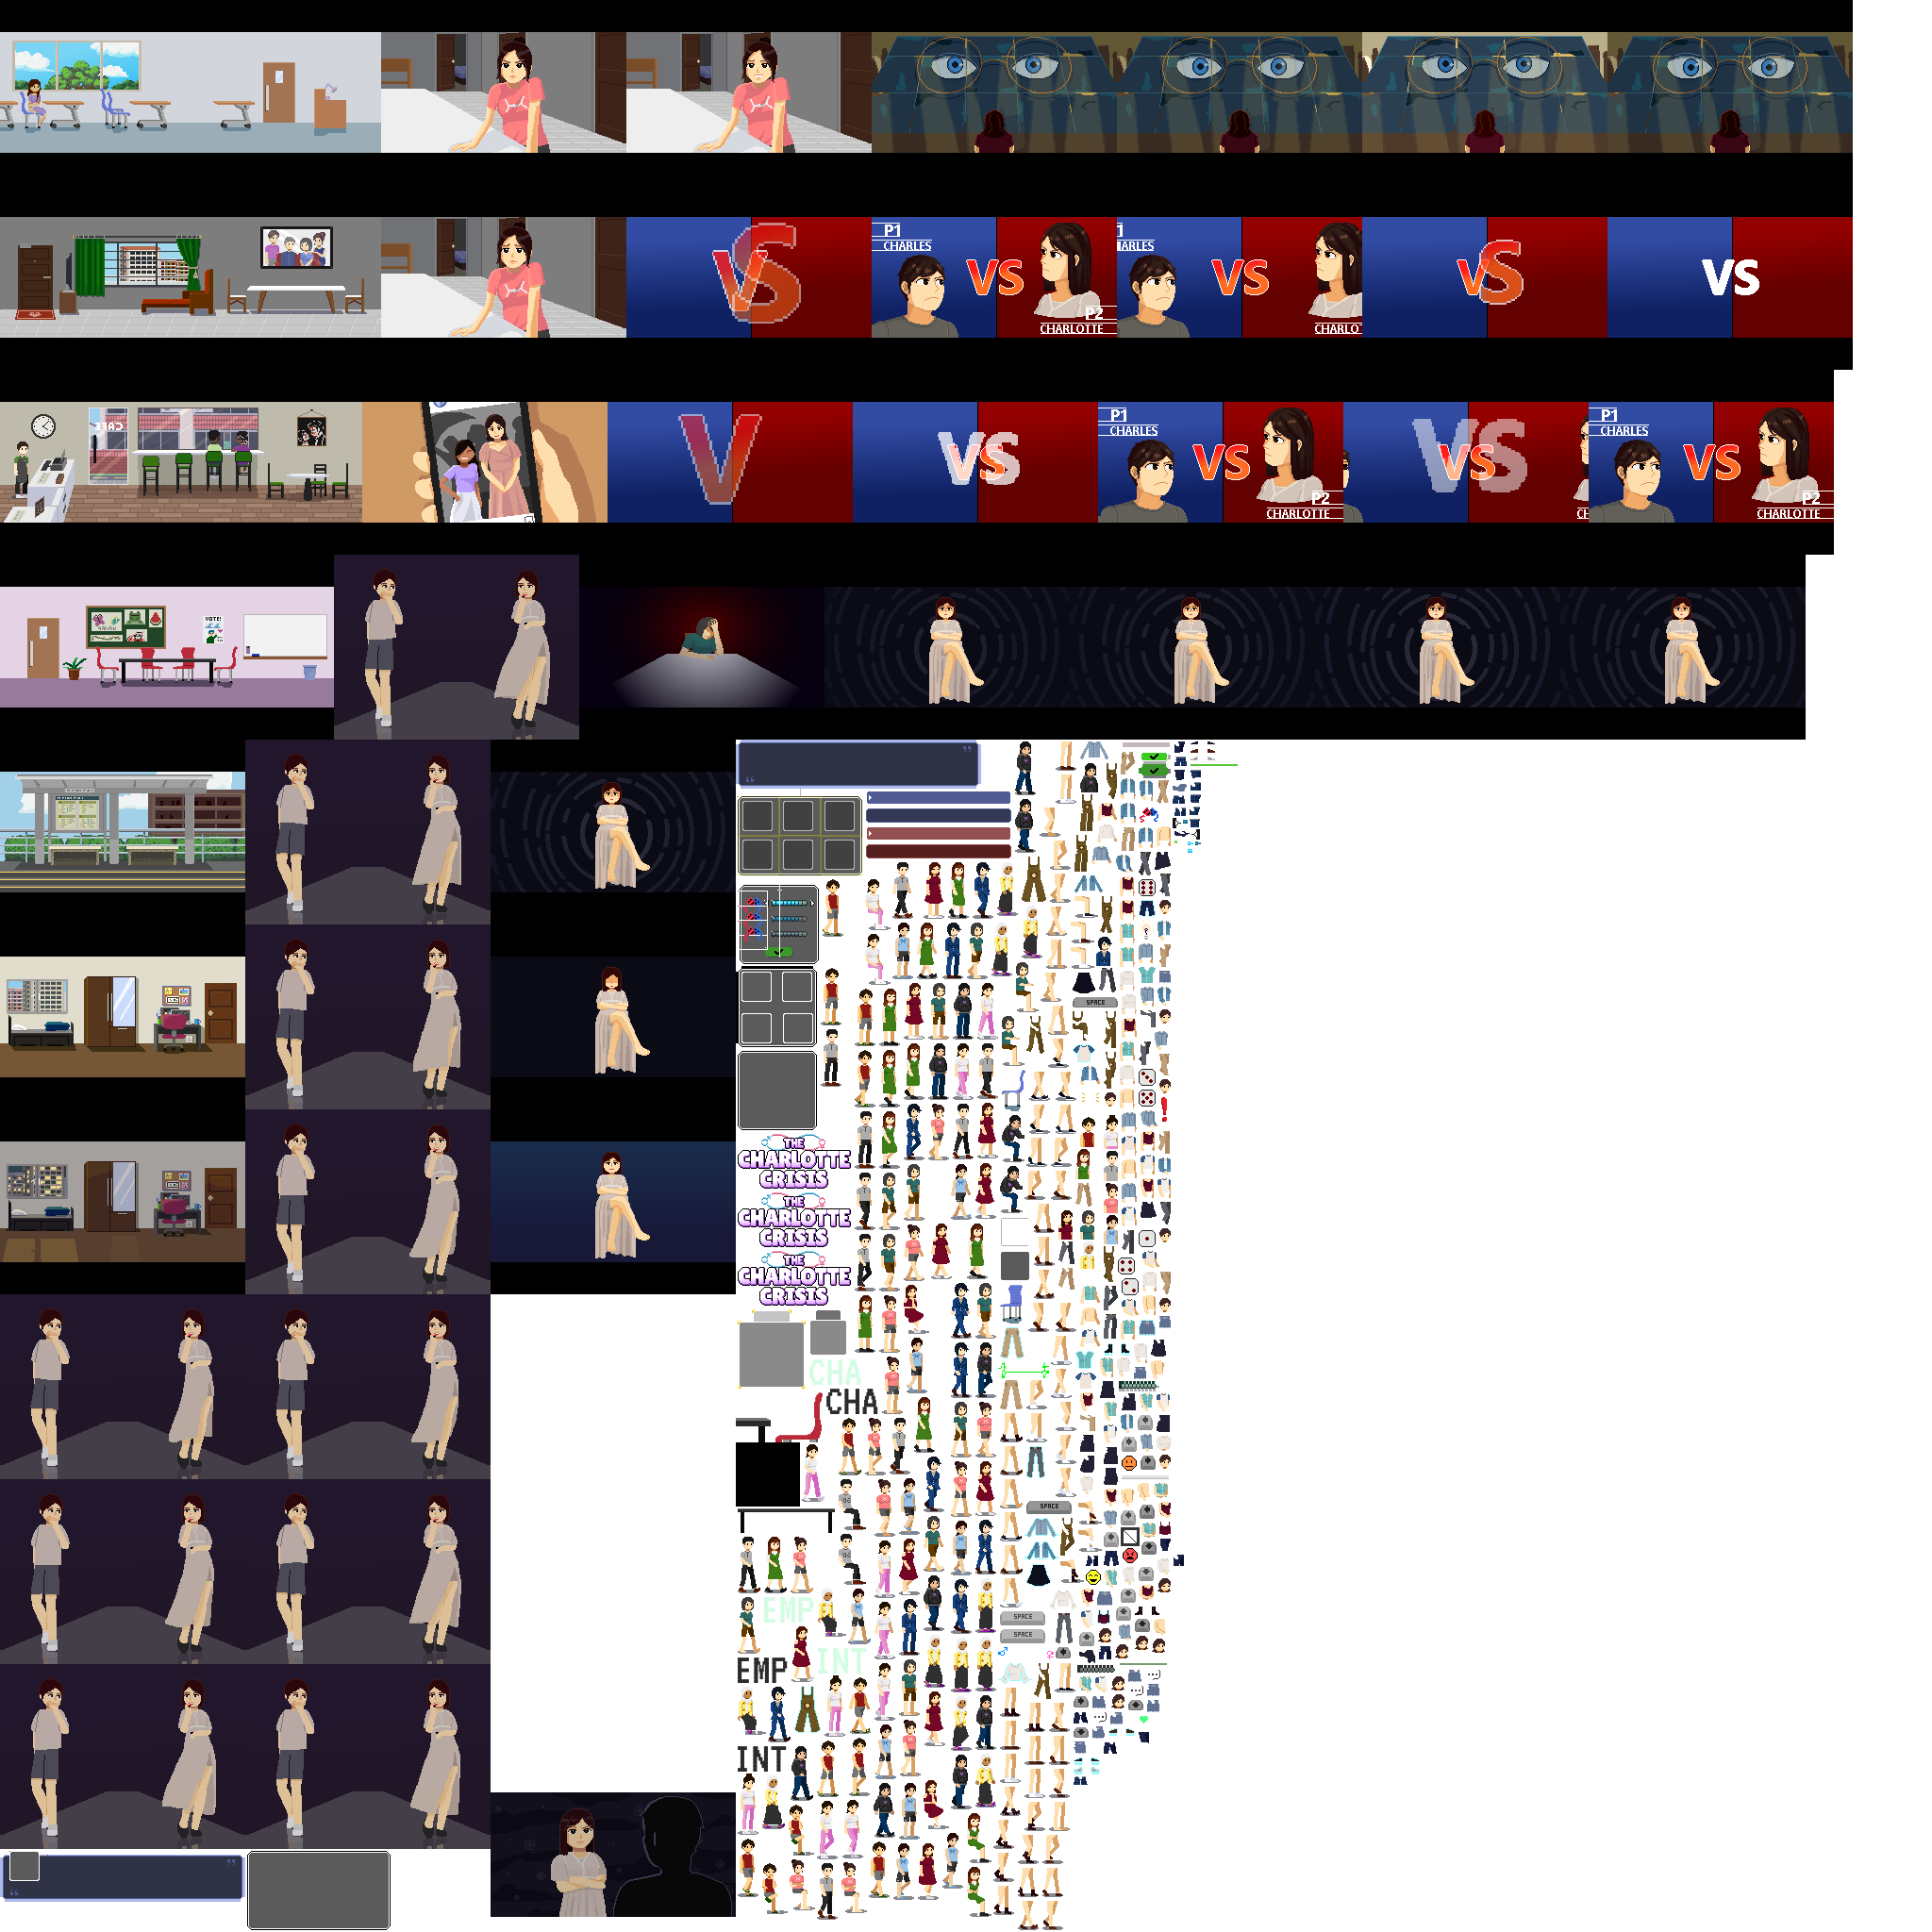 VS
P1
CHARLES
VS
P2
CHARLOTTE
VS
CHARLO
VS
VS
CAFE
V
VS
P1
CHARLES
VS
P2
CHARLOTTE
VS
P1
CHARLES
VS
P2
CHARLOTTE
VOTE!
SPACE
THE
CHARLOTTE
CRISIS
THE
CHARLOTTE
CRISIS
THE
CHARLOTTE
CRISIS
CHA
CHA
SPACE
EMP
SPACE
SPACE
INT
EMP
INT